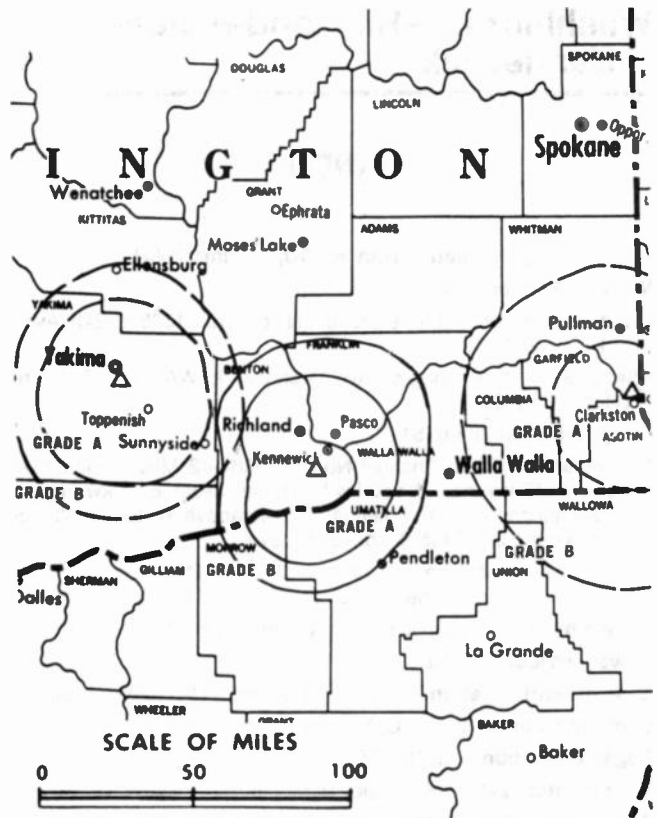 SPOKANE
DOUGLAS
LINCOLN
Oppor.
Spokane
I N G T O N
Wenatchee
GRANT
Ephrata
KITTITAS
ADAMS
WHITMAN
Moses Lake
Ellensburg
YAKIMA
Pullman
FRANKLIN
GARFIELD
Yakima
BENTON
COLUMBIA
Clarkston
Toppenish
Richland
Pasco
GRADE A
ASOTIN
GRADE A
Sunnyside
WALLA WALLA
Kennewick
Walla Walla
GRADE B
UMATILLA
WALLOWA
GRADE A
MORROW
GRADE B
Pendleton
GRADE B
GILLIAM
SHERMAN
UNION
Dalles
La Grande
WHEELER
GRANT
BAKER
SCALE OF MILES
Baker
0 50 100